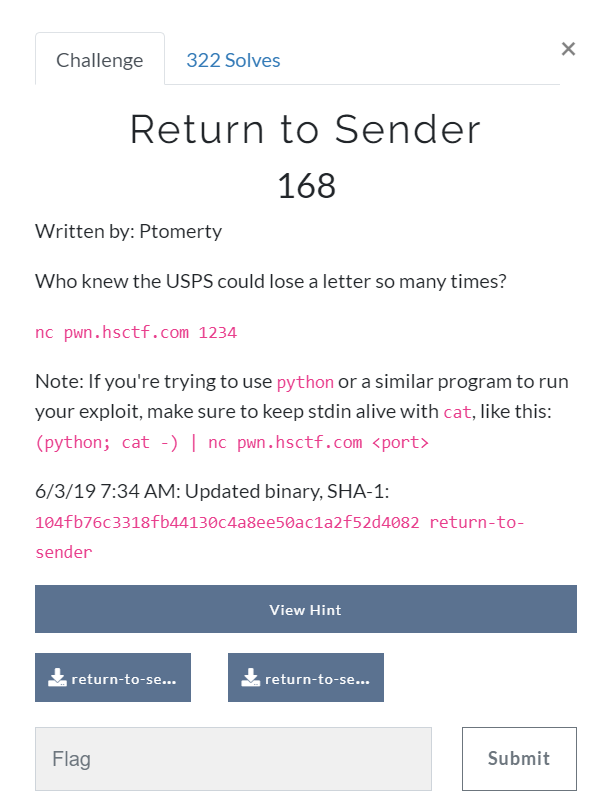 Challenge 322 Solves ×
Return to Sender
168
Written by: Ptomerty
Who knew the USPS could lose a letter so many times?
nc pwn.hsctf.com 1234
Note: If you're trying to use python or a similar program to run
your exploit, make sure to keep stdin alive with cat, like this:
(python; cat -) | nc pwn.hsctf.com <port>
6/3/19 7:34 AM: Updated binary, SHA-1:
104fb76c3318fb44130c4a8ee50ac1a2f52d4082 return-to-
sender
View Hint
return-to-se... return-to-se...
Flag Submit